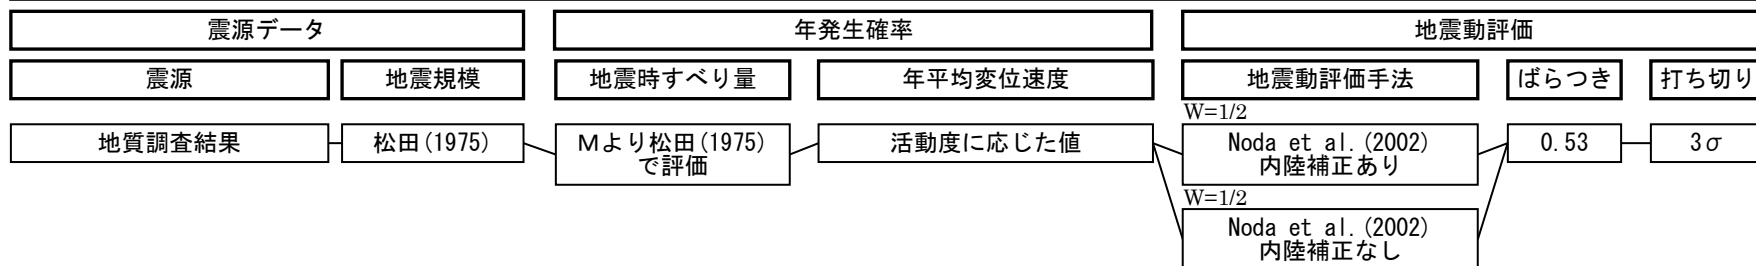 震源データ
年発生確率
地震動評価
震源
地震規模
地震時すべり量
年平均変位速度
地震動評価手法
ばらつき
打ち切り
地質調査結果
松田(1975)
Mより松田(1975)
で評価
活動度に応じた値
W=1/2
Noda et al.(2002)
内陸補正あり
0.53
3σ
W=1/2
Noda et al.(2002)
内陸補正なし